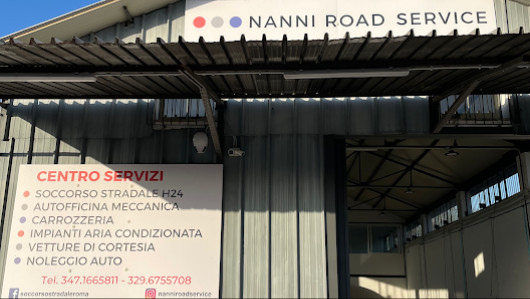 NANNI ROAD SERVICE
CENTRO SERVIZI
SOCCORSO STRADALE H24
AUTOFFICINA MECCANICA
CARROZZERIA
IMPIANTI ARIA CONDIZIONATA
VETTURE DI CORTESIA
NOLEGGIO AUTO
Tel. 347.1665811 - 329.6755708
soccorsostradaleroma nanniroadservice